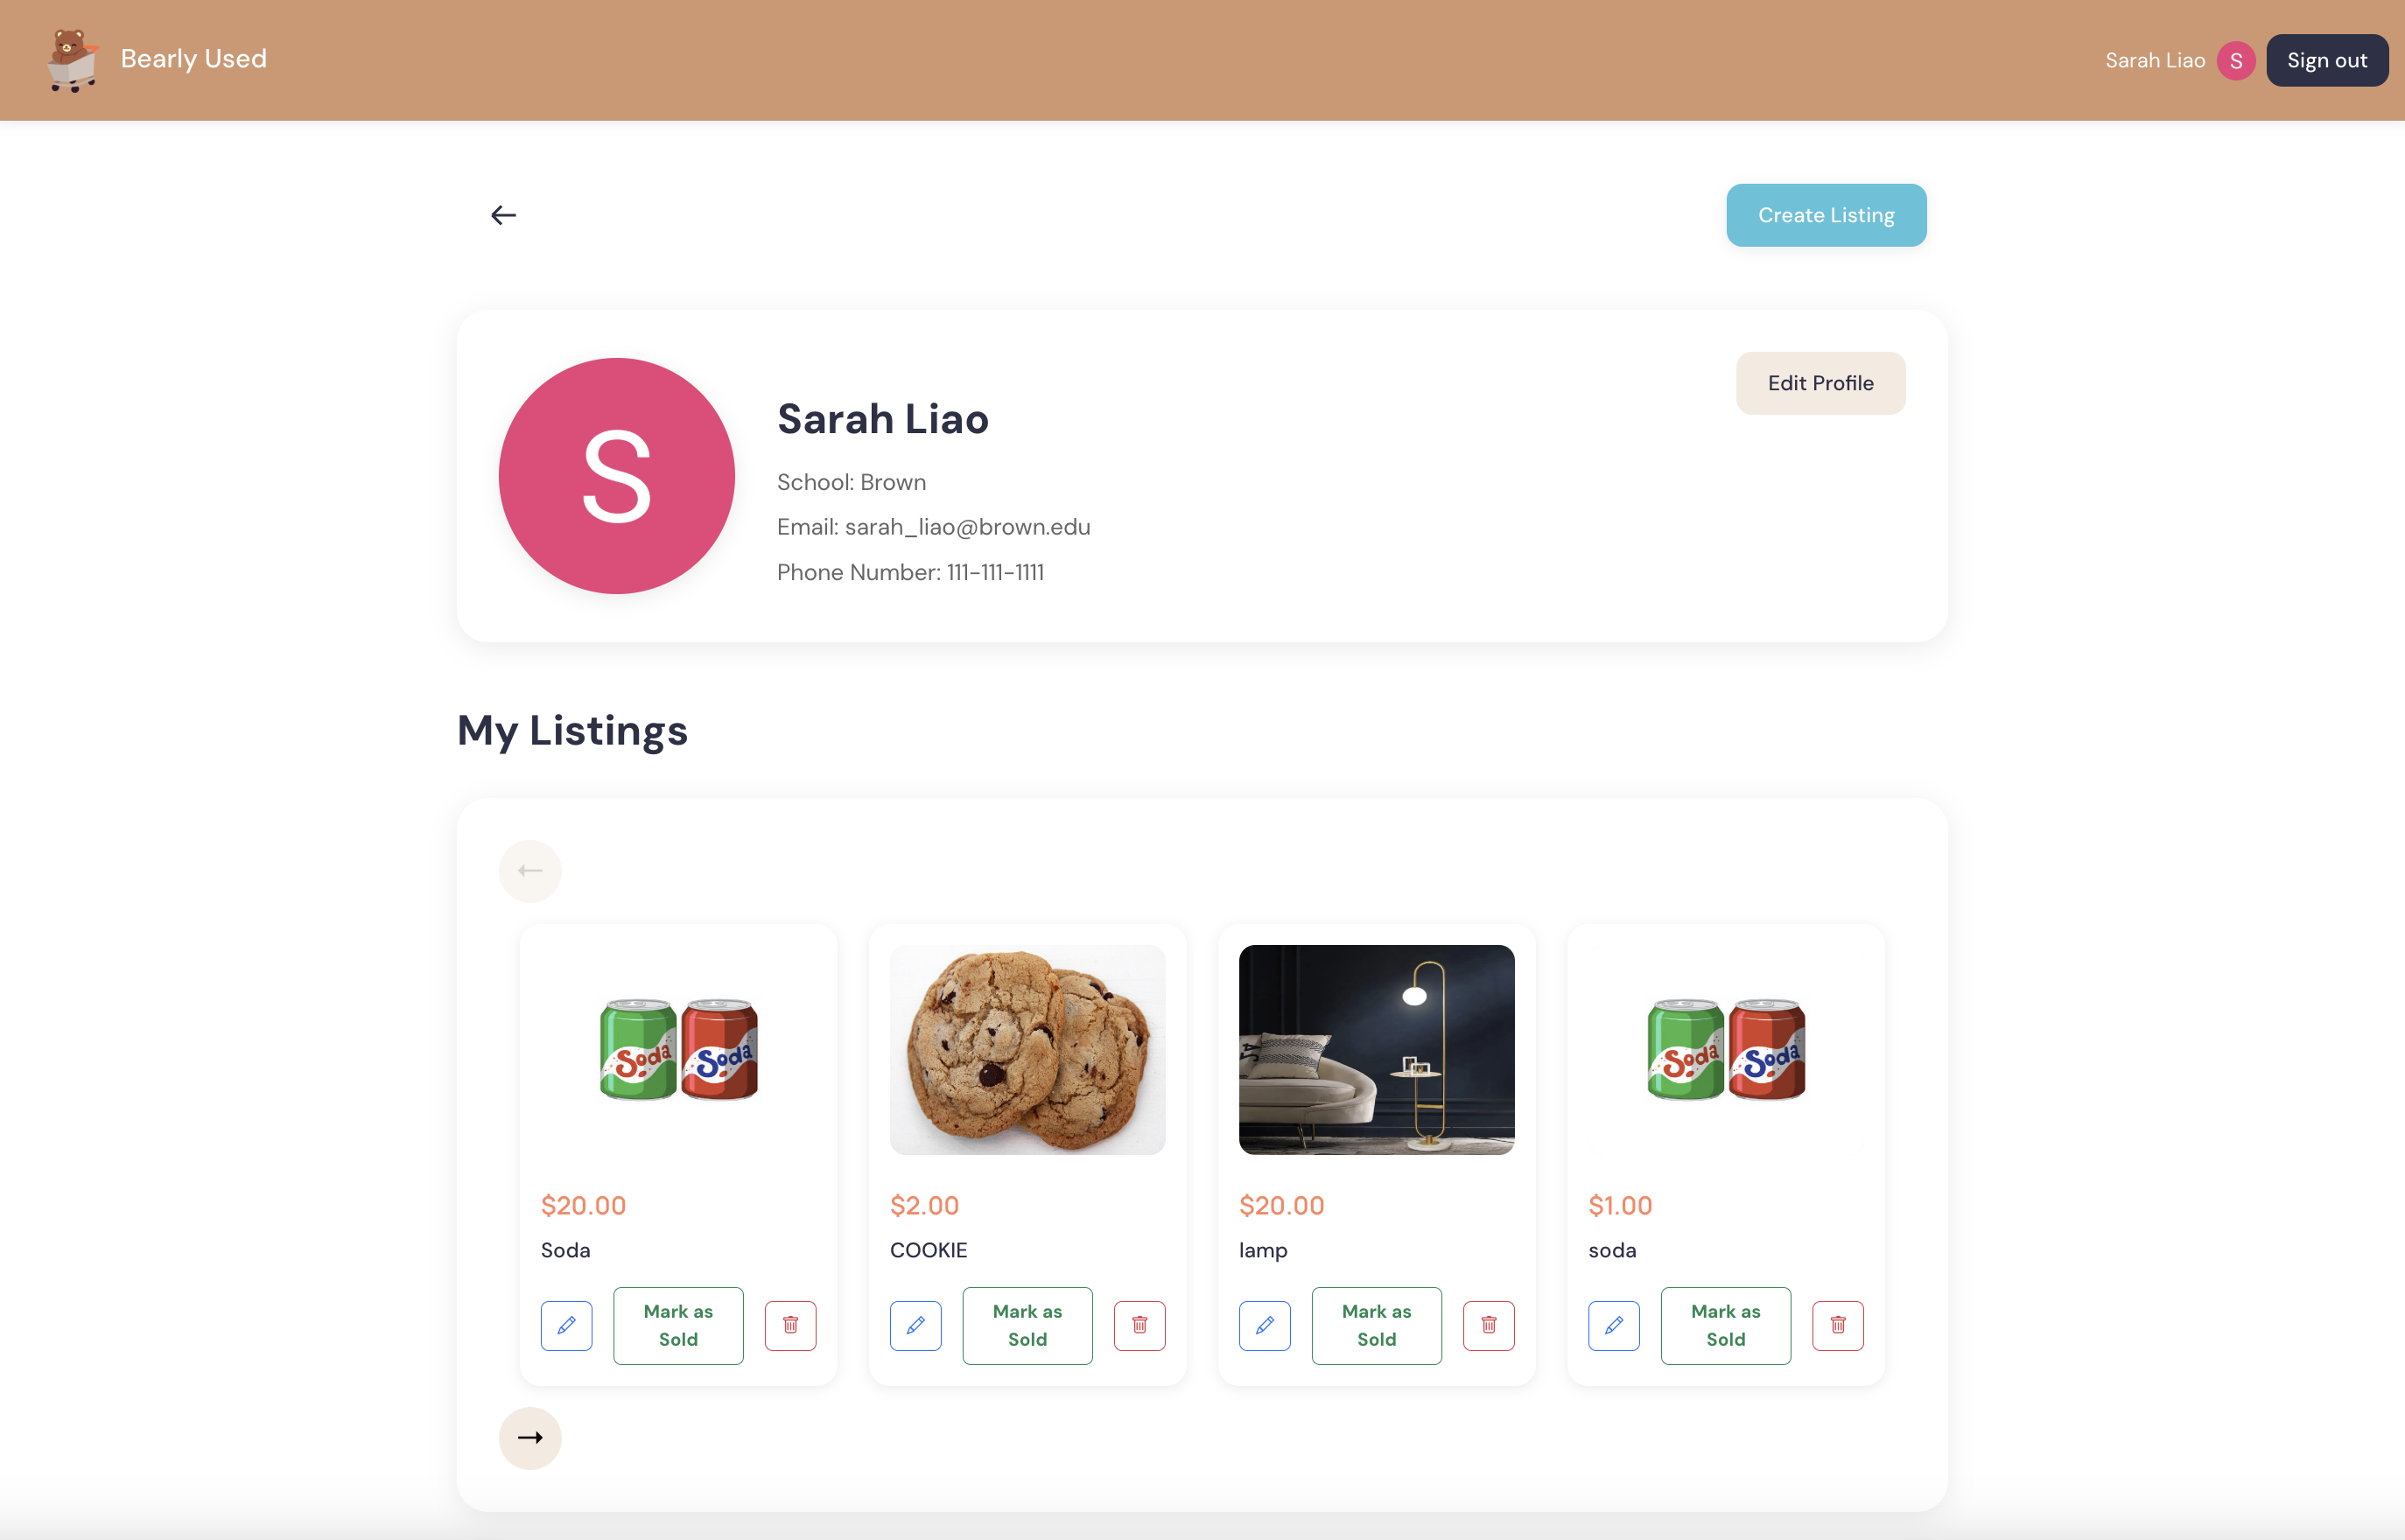 Bearly Used
Sarah Liao
S
Sign out
Create Listing
S
Edit Profile
Sarah Liao
School: Brown
Email: sarah_liao@brown.edu
Phone Number: 111-111-1111
My Listings
Soda Soda
Soda Soda
$20.00
$2.00
$20.00
$1.00
Soda
COOKIE
lamp
soda
Mark as
Sold
Mark as
Sold
Mark as
Sold
Mark as
Sold